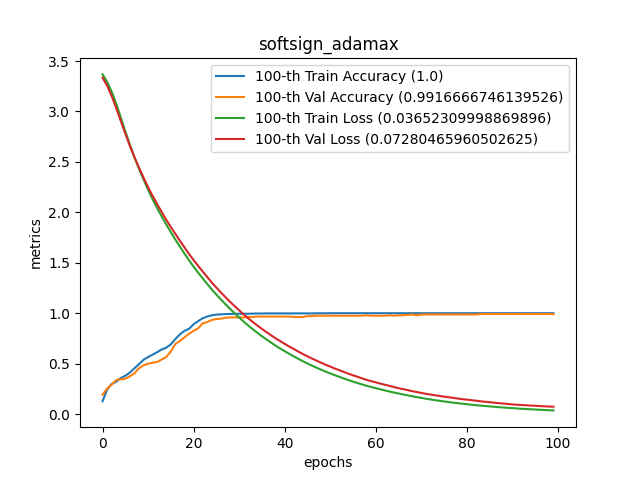 softsign_adamax
100-th Train Accuracy (1.0)
100-th Val Accuracy (0.9916666746139526)
100-th Train Loss (0.03652309998869896)
100-th Val Loss (0.07280465960502625)
metrics
3.5
3.0
2.5
2.0
1.5
1.0
0.5
0.0
0 20 40 60 80 100
epochs